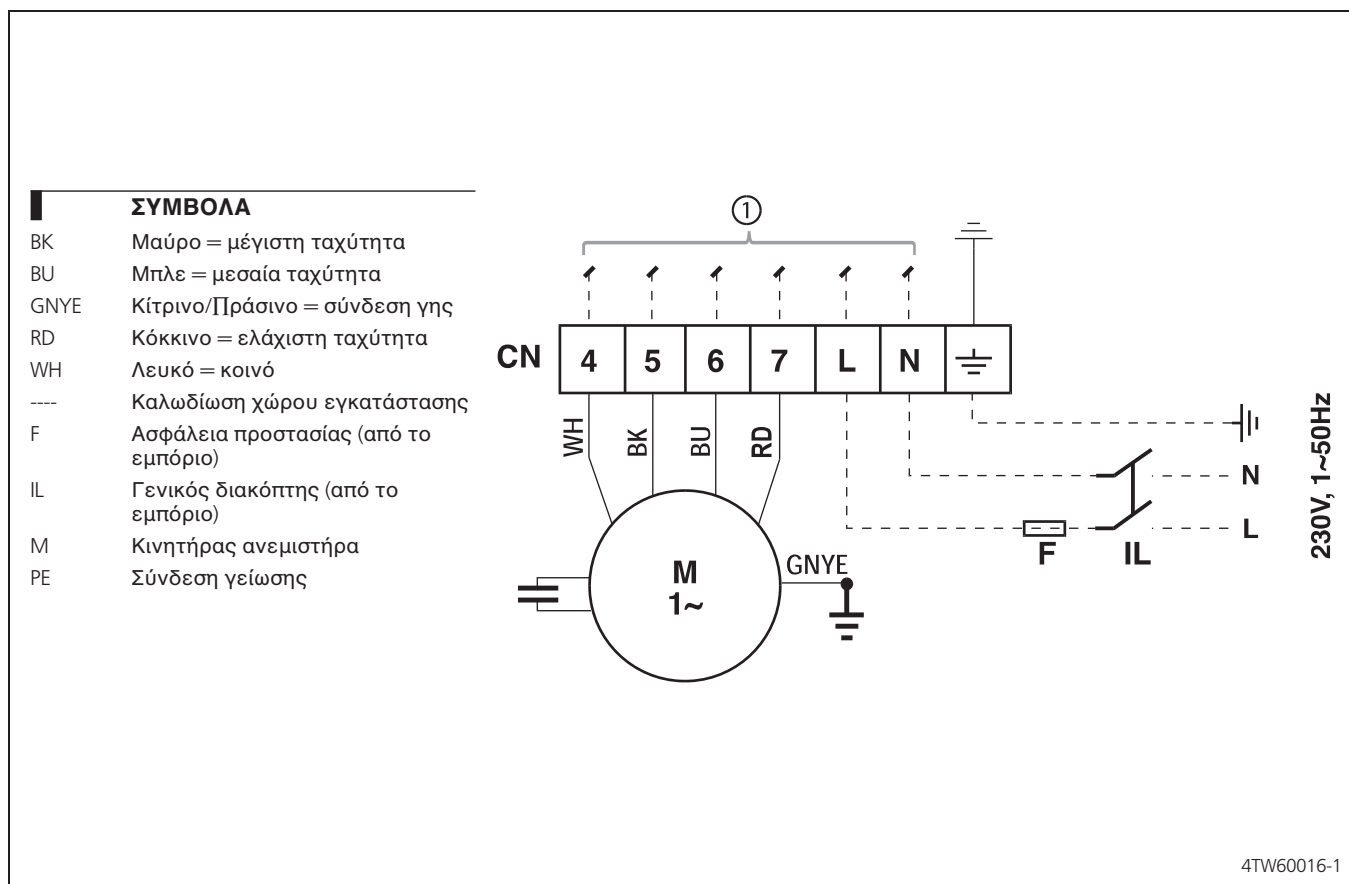 ΣΥΜΒΟΛΑ
BK Μαύρο = μέγιστη ταχύτητα
BU Μπλε = μεσαία ταχύτητα
GNYE Κίτρινο/Πράσινο = σύνδεση γης
RD Κόκκινο = ελάχιστη ταχύτητα
WH Λευκό = κοινό
---- Καλωδίωση χώρου εγκατάστασης
F Ασφάλεια προστασίας (από το
εμπόριο)
IL Γενικός διακόπτης (από το
εμπόριο)
M Κινητήρας ανεμιστήρα
PE Σύνδεση γείωσης
①
CN 4 5 6 7 L N
WH BK BU RD
M
1~
GNYE
N
L
F IL
230V, 1~50Hz
4TW60016-1